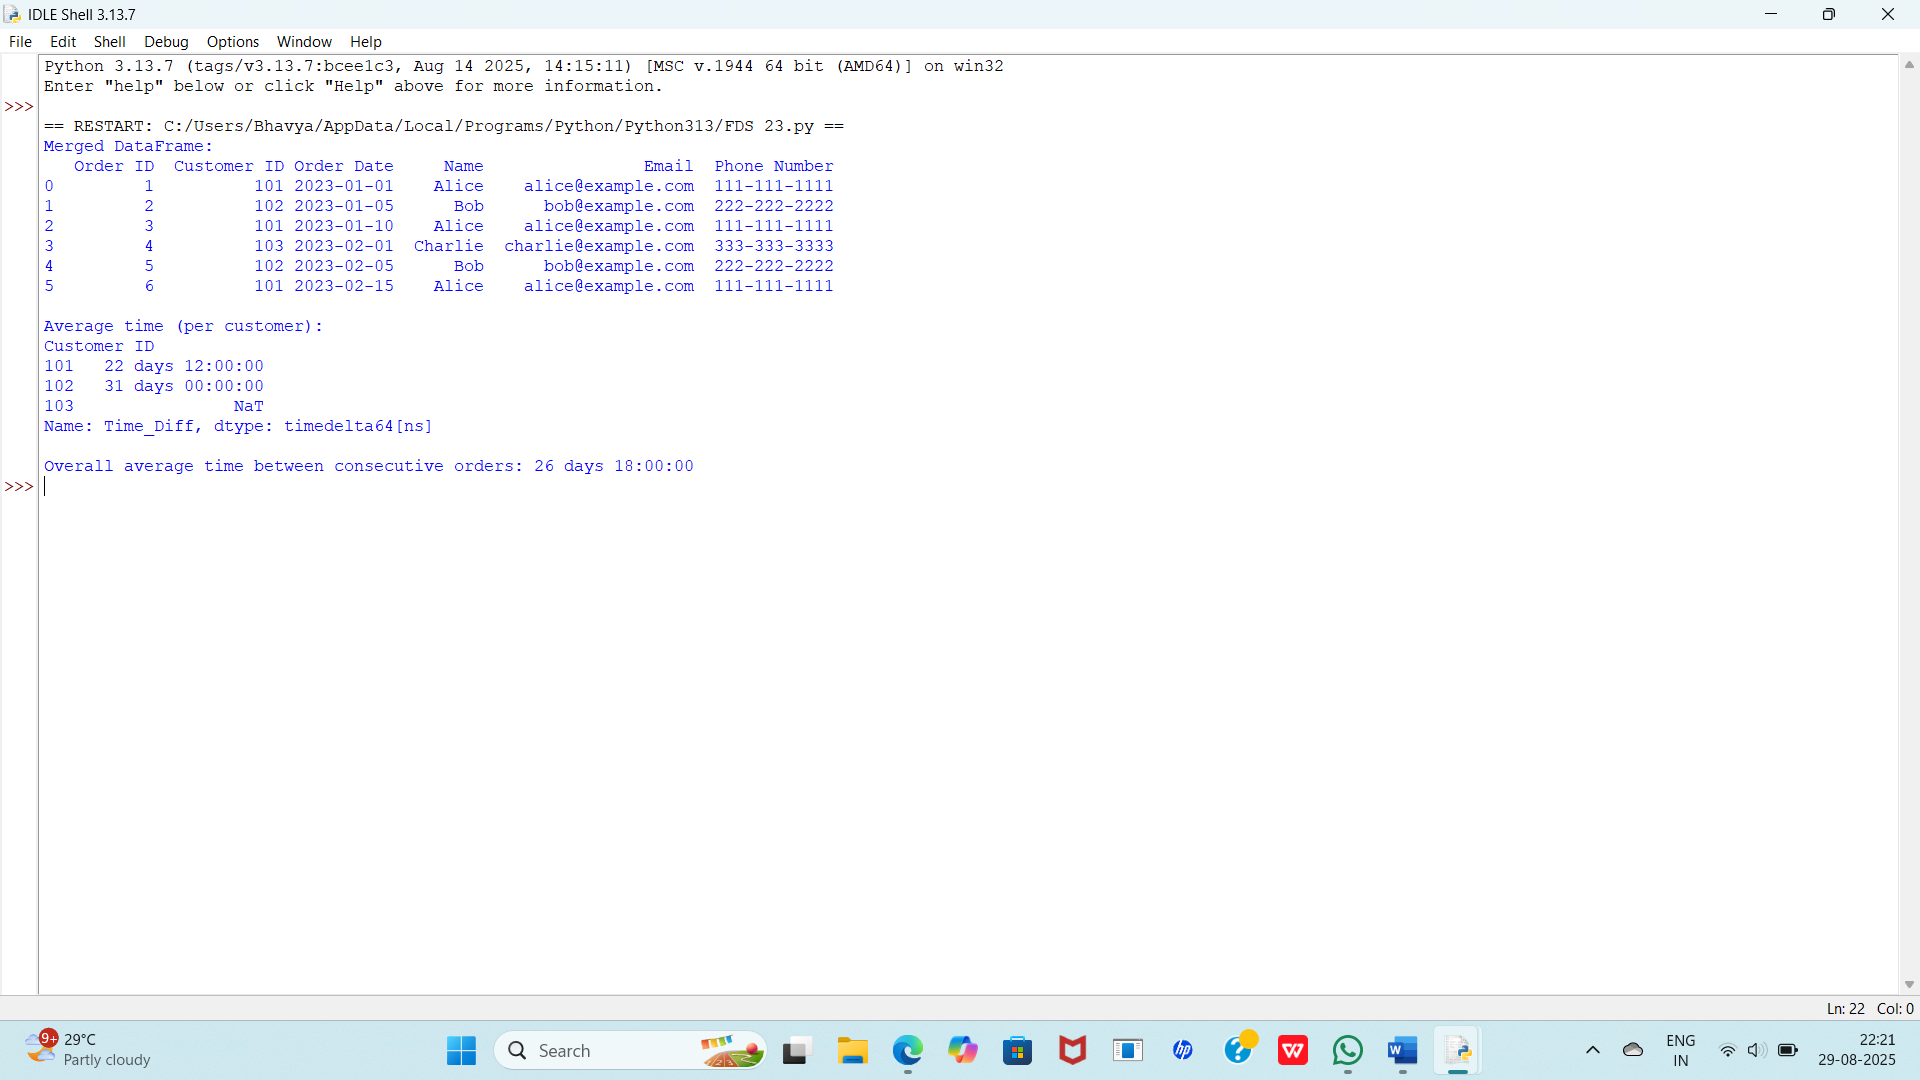 IDLE Shell 3.13.7
File Edit Shell Debug Options Window Help
Python 3.13.7 (tags/v3.13.7:bcee1c3, Aug 14 2025, 14:15:11) [MSC v.1944 64 bit (AMD64)] on win32
Enter "help" below or click "Help" above for more information.
>>>
== RESTART: C:/Users/Bhavya/AppData/Local/Programs/Python/Python313/FDS 23.py ==
Merged DataFrame:
   Order ID  Customer ID Order Date     Name                Email  Phone Number
0         1          101 2023-01-01    Alice    alice@example.com  111-111-1111
1         2          102 2023-01-05      Bob      bob@example.com  222-222-2222
2         3          101 2023-01-10    Alice    alice@example.com  111-111-1111
3         4          103 2023-02-01  Charlie  charlie@example.com  333-333-3333
4         5          102 2023-02-05      Bob      bob@example.com  222-222-2222
5         6          101 2023-02-15    Alice    alice@example.com  111-111-1111
Average time (per customer):
Customer ID
101   22 days 12:00:00
102   31 days 00:00:00
103                NaT
Name: Time_Diff, dtype: timedelta64[ns]
Overall average time between consecutive orders: 26 days 18:00:00
>>>
Ln: 22 Col: 0
9+ 29°C
Partly cloudy
Search
W
hp
?
W
W
ENG
IN
22:21
29-08-2025